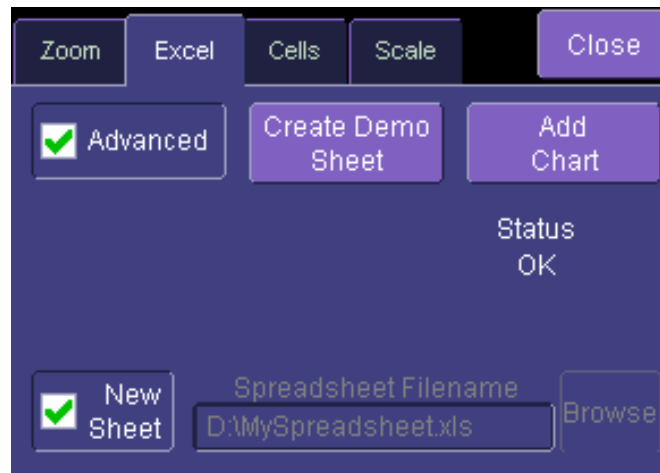 Zoom Excel Cells Scale Close
Advanced
Create Demo
Sheet
Add
Chart
Status
OK
New
Sheet
Spreadsheet Filename
D:\MySpreadsheet.xls
Browse